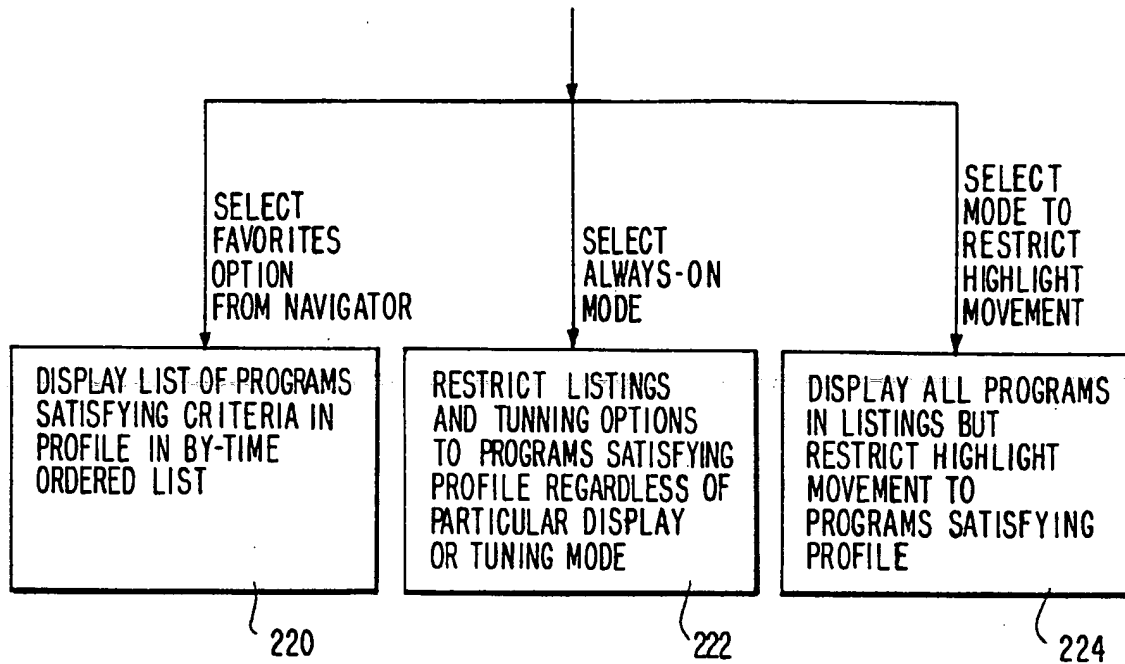 SELECT
FAVORITES
OPTION
FROM NAVIGATOR
SELECT
ALWAYS-ON
MODE
SELECT
MODE TO
RESTRICT
HIGHLIGHT
MOVEMENT
DISPLAY LIST OF PROGRAMS
SATISFYING CRITERIA IN
PROFILE IN BY-TIME
ORDERED LIST
220
RESTRICT LISTINGS
AND TUNNING OPTIONS
TO PROGRAMS SATISFYING
PROFILE REGARDLESS OF
PARTICULAR DISPLAY
OR TUNING MODE
222
DISPLAY ALL PROGRAMS
IN LISTINGS BUT
RESTRICT HIGHLIGHT
MOVEMENT TO
PROGRAMS SATISFYING
PROFILE
224